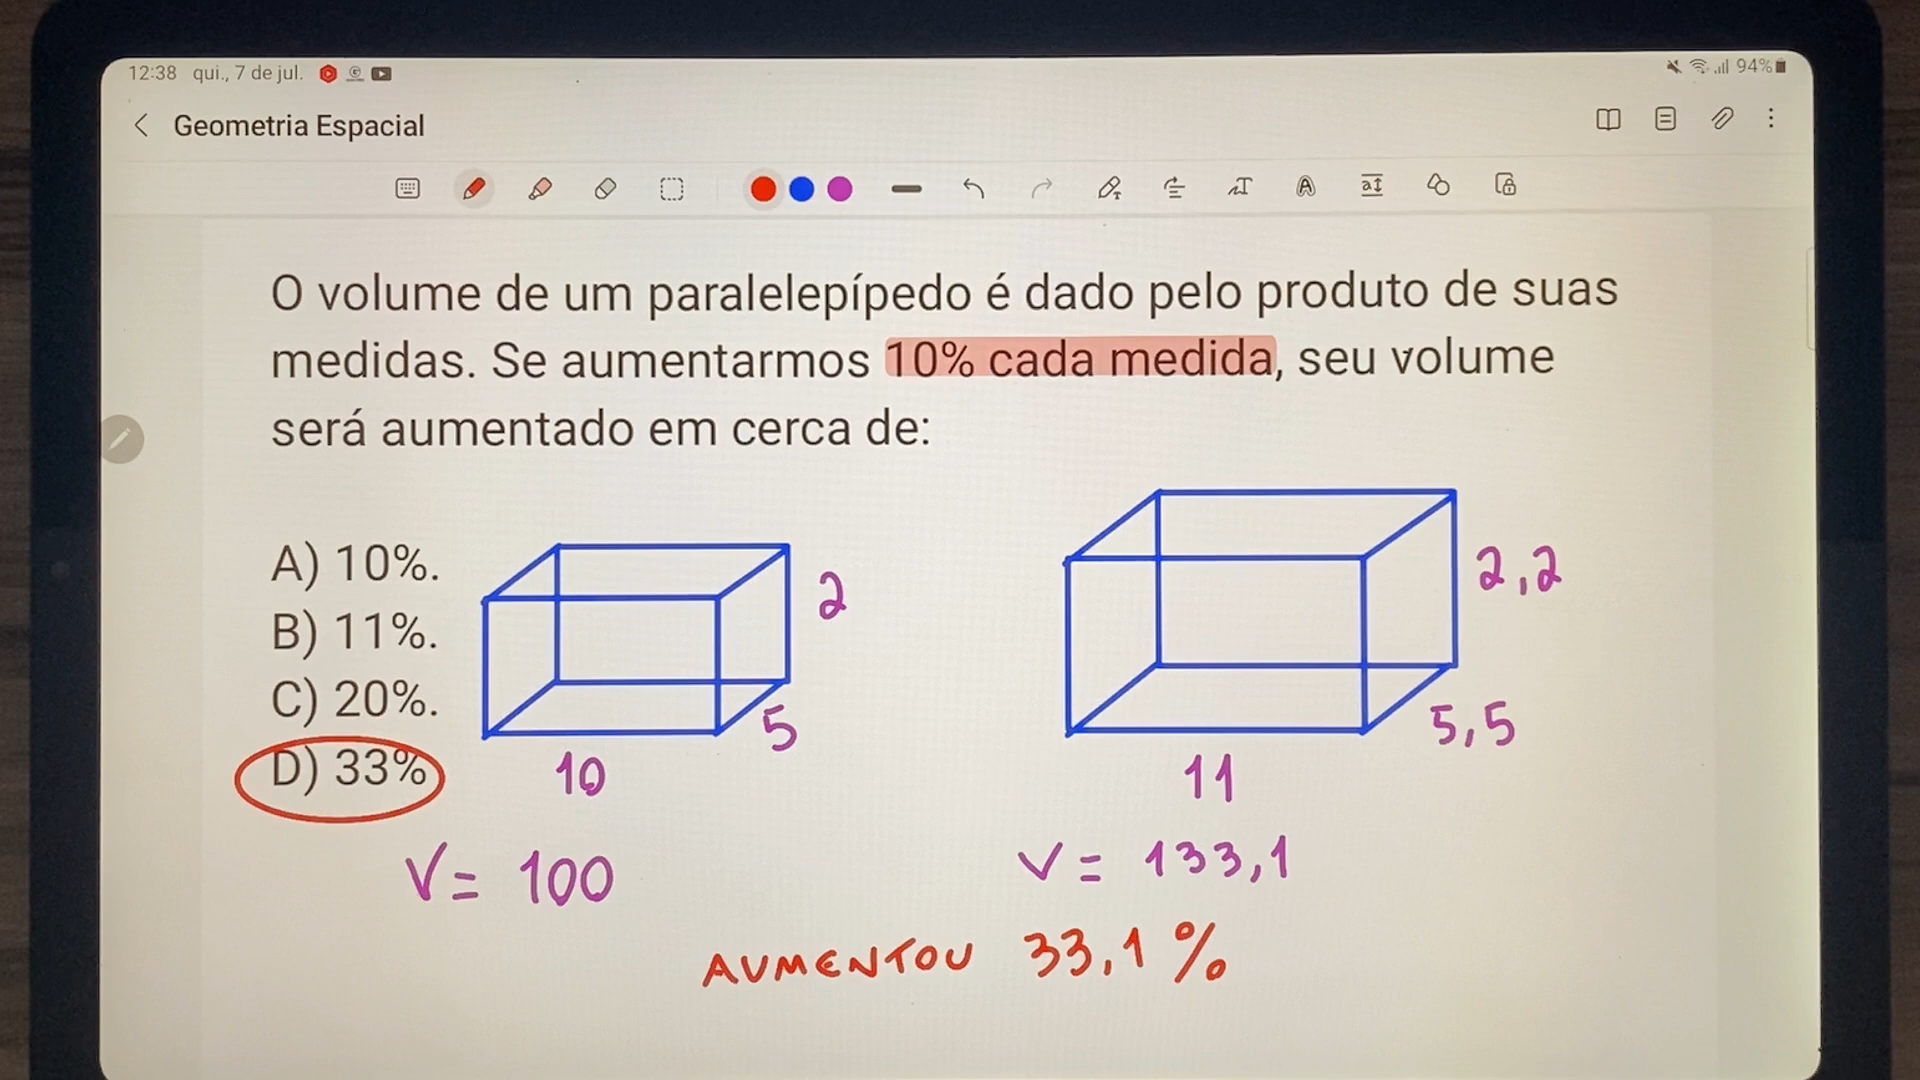 12:38 qui., 7 de jul.
94%
Geometria Espacial
O volume de um paralelepípedo é dado pelo produto de suas
medidas. Se aumentarmos 10% cada medida, seu volume
será aumentado em cerca de:
A) 10%.
B) 11%.
C) 20%.
D) 33%
2
5
10
V = 100
2,2
5,5
11
V = 133,1
AUMENTOU 33,1 %